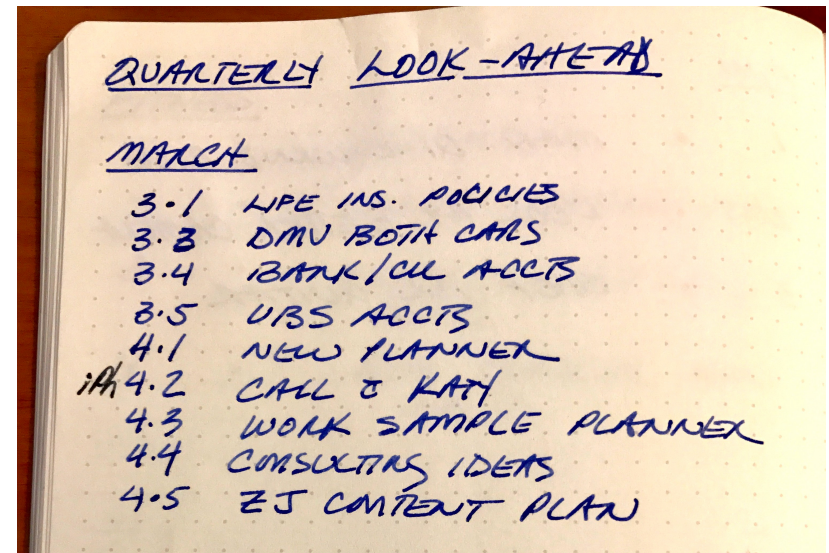 QUARTERLY LOOK-AHEAD
MARCH
3.1 LIFE INS. POLICIES
3.3 DMV BOTH CARS
3.4 BANK/CU ACCTS
3.5 UBS ACCTS
4.1 NEW PLANNER
iPh 4.2 CALL C̄ KATY
4.3 WORK SAMPLE PLANNER
4.4 CONSULTING IDEAS
4.5 ZJ CONTENT PLAN